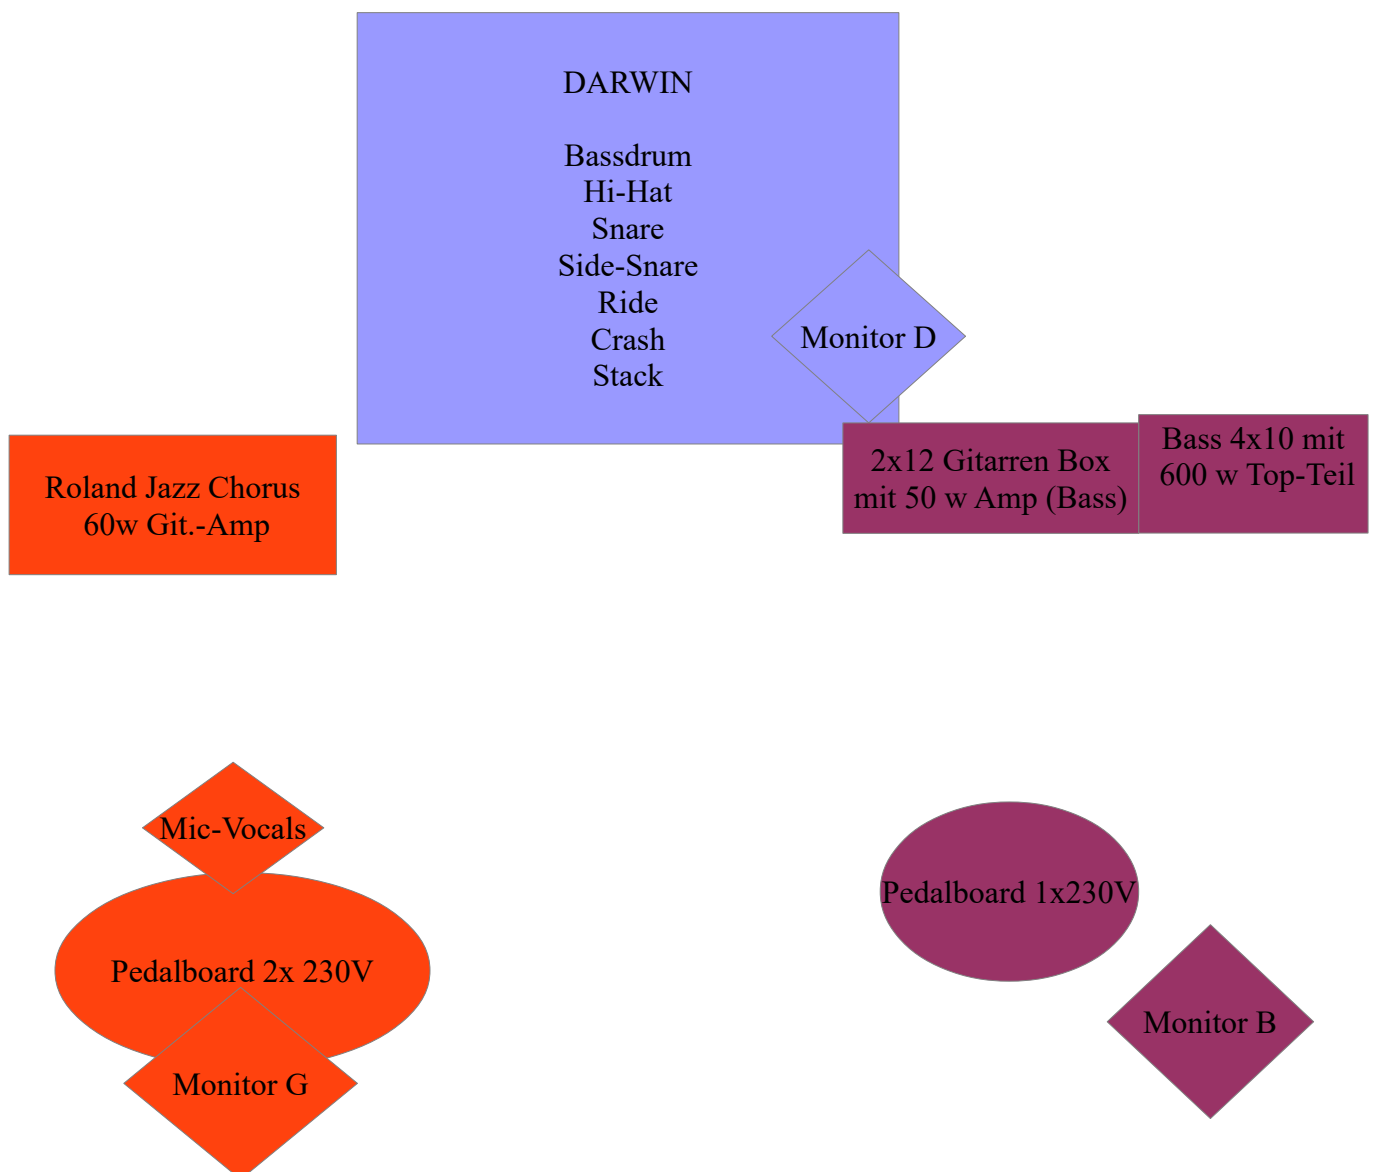 DARWIN
Bassdrum
Hi-Hat
Snare
Side-Snare
Ride
Crash
Stack
Monitor D
Roland Jazz Chorus
60w Git.-Amp
2x12 Gitarren Box
mit 50 w Amp (Bass)
Bass 4x10 mit
600 w Top-Teil
Mic-Vocals
Pedalboard 2x 230V
Monitor G
Pedalboard 1x230V
Monitor B